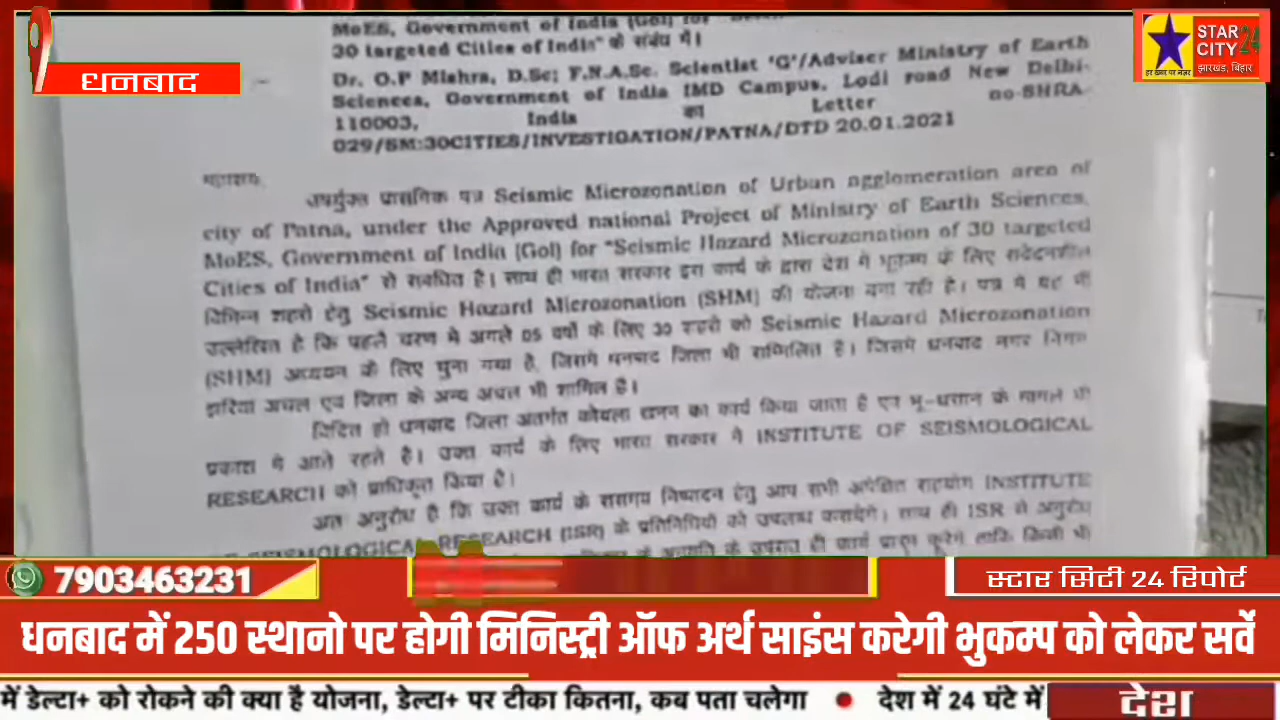 धनबाद
STAR
CITY 24
झारखंड, बिहार
हर खबर पर नज़र
MoES, Government of India (GoI) for
30 targeted Cities of India" के संबंध में।
Dr. O.P Mishra, D.Sc; F.N.A.Sc. Scientist 'G'/Adviser Ministry of Earth
Sciences, Government of India IMD Campus, Lodi road New Delhi-
110003, India का Letter no-SHRA-
029/SM:30CITIES/INVESTIGATION/PATNA/DTD 20.01.2021
महाशय,
उपर्युक्त प्रासंगिक पत्र Seismic Microzonation of Urban agglomeration area of
city of Patna, under the Approved national Project of Ministry of Earth Sciences,
MoES, Government of India (GoI) for "Seismic Hazard Microzonation of 30 targeted
Cities of India" से संबंधित है। साथ ही भारत सरकार इस कार्य के द्वारा देश में भूकम्प के लिए संवेदनशील
विभिन्न शहरों हेतु Seismic Hazard Microzonation (SHM) की योजना बना रही है। पत्र में यह भी
उल्लेखित है कि पहले चरण में अगले 05 वर्षों के लिए 30 शहरों को Seismic Hazard Microzonation
(SHM) अध्ययन के लिए चुना गया है, जिसमें धनबाद जिला भी सम्मिलित है। जिसमें धनबाद नगर निगम
झरिया अंचल एवं जिला के अन्य अंचल भी शामिल है।
विदित हो धनबाद जिला अंतर्गत कोयला खनन का कार्य किया जाता है एवं भू-धसान के मामले भी
प्रकाश में आते रहते है। उक्त कार्य के लिए भारत सरकार ने INSTITUTE OF SEISMOLOGICAL
RESEARCH को प्राधिकृत किया है।
अतः अनुरोध है कि उक्त कार्य के ससमय निष्पादन हेतु आप सभी अपेक्षित सहयोग INSTITUTE
SEISMOLOGICAL RESEARCH (ISR) के प्रतिनिधियों को उपलब्ध करायेंगे। साथ ही ISR से अनुरोध
के उपरांत ही कार्य प्रारंभ करेंगे ताकि किसी भी
7903463231
स्टार सिटी 24 रिपोर्ट
धनबाद में 250 स्थानो पर होगी मिनिस्ट्री ऑफ अर्थ साइंस करेगी भुकम्प को लेकर सर्वे
में डेल्टा+ को रोकने की क्या है योजना, डेल्टा+ पर टीका कितना, कब पता चलेगा ● देश में 24 घंटे में
देश